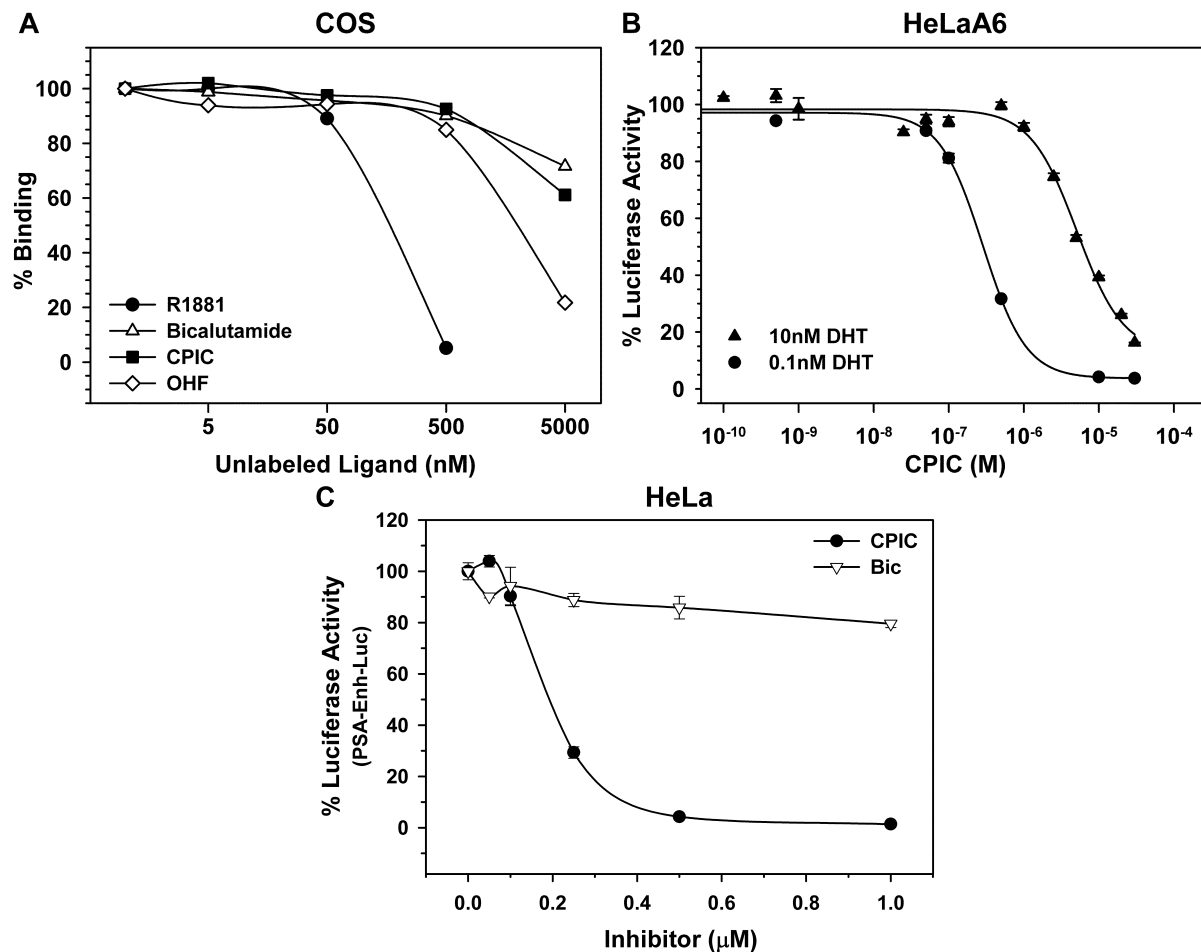 A
COS
% Binding
100
80
60
40
20
0
R1881
Bicalutamide
CPIC
OHF
5
50
500
5000
Unlabeled Ligand (nM)
B
HeLaA6
% Luciferase Activity
120
100
80
60
40
20
0
10nM DHT
0.1nM DHT
10⁻¹⁰
10⁻⁹
10⁻⁸
10⁻⁷
10⁻⁶
10⁻⁵
10⁻⁴
CPIC (M)
C
HeLa
% Luciferase Activity
(PSA-Enh-Luc)
120
100
80
60
40
20
0
CPIC
Bic
0.0
0.2
0.4
0.6
0.8
1.0
Inhibitor (μM)